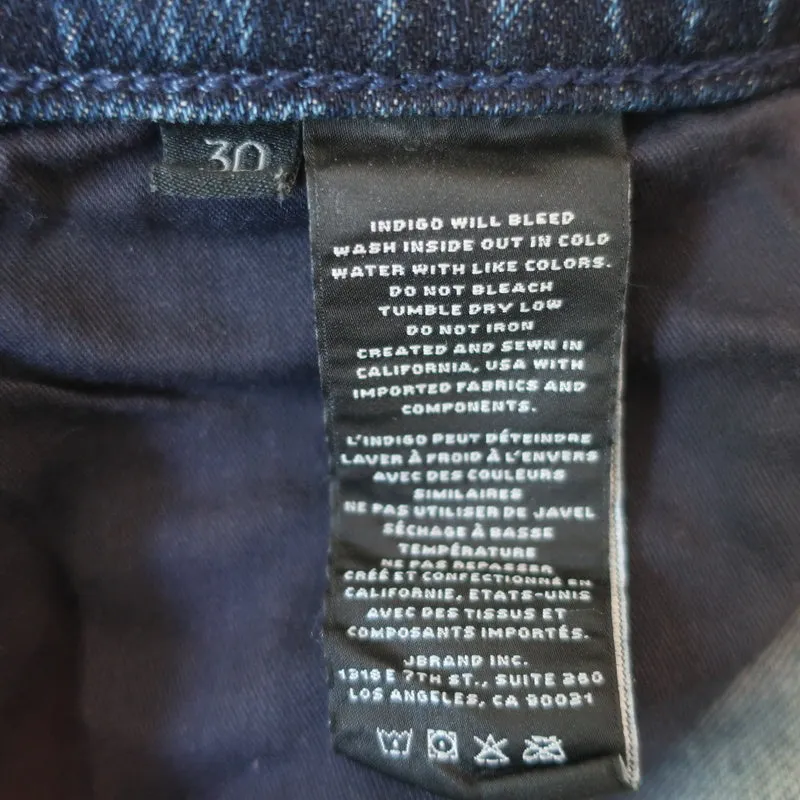 30
INDIGO WILL BLEED
WASH INSIDE OUT IN COLD
WATER WITH LIKE COLORS.
DO NOT BLEACH
TUMBLE DRY LOW
DO NOT IRON
CREATED AND SEWN IN
CALIFORNIA, USA WITH
IMPORTED FABRICS AND
COMPONENTS.
L'INDIGO PEUT DÉTEINDRE
LAVER À FROID À L'ENVERS
AVEC DES COULEURS
SIMILAIRES
NE PAS UTILISER DE JAVEL
SÉCHAGE À BASSE
TEMPÉRATURE
NE PAS REPASSER
CRÉÉ ET CONFECTIONNÉ EN
CALIFORNIE, ETATS-UNIS
AVEC DES TISSUS ET
COMPOSANTS IMPORTÉS.
JBRAND INC.
1318 E 7TH ST., SUITE 260
LOS ANGELES, CA 90021